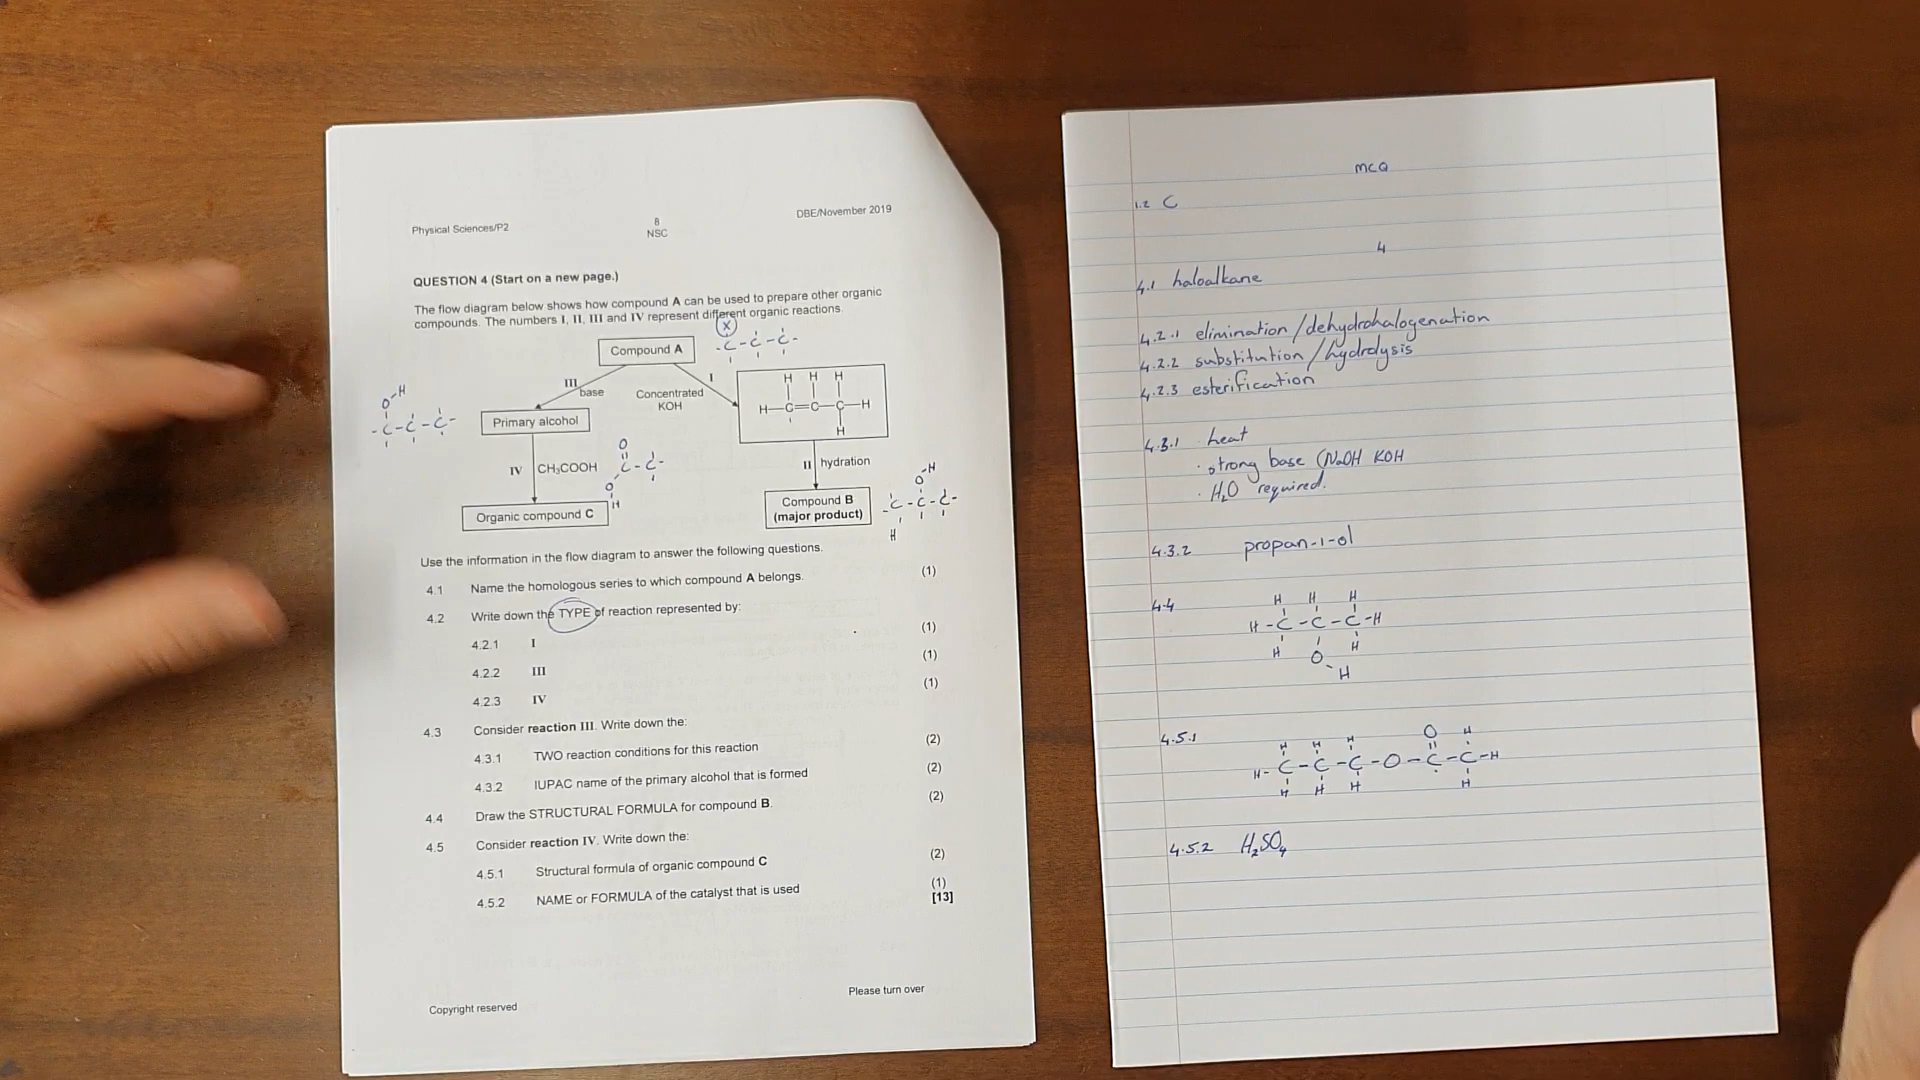 Physical Sciences/P2
8
NSC
DBE/November 2019
QUESTION 4 (Start on a new page.)
The flow diagram below shows how compound A can be used to prepare other organic
compounds. The numbers I, II, III and IV represent different organic reactions.
X
-C-C-C-
Compound A
III
base
I
Concentrated
KOH
H H H
H-C=C-C-H
H
O-H
-C-C-C-
Primary alcohol
IV CH₃COOH
O
C-C-
O
H
II hydration
Organic compound C
Compound B
(major product)
O-H
-C-C-C-
H
Use the information in the flow diagram to answer the following questions.
4.1 Name the homologous series to which compound A belongs. (1)
4.2 Write down the TYPE of reaction represented by:
4.2.1 I (1)
4.2.2 III (1)
4.2.3 IV (1)
4.3 Consider reaction III. Write down the:
4.3.1 TWO reaction conditions for this reaction (2)
4.3.2 IUPAC name of the primary alcohol that is formed (2)
4.4 Draw the STRUCTURAL FORMULA for compound B. (2)
4.5 Consider reaction IV. Write down the:
4.5.1 Structural formula of organic compound C (2)
4.5.2 NAME or FORMULA of the catalyst that is used (1)
[13]
Copyright reserved
Please turn over
MCQ
1.2 C
4
4.1 haloalkane
4.2.1 elimination/dehydrohalogenation
4.2.2 substitution/hydrolysis
4.2.3 esterification
4.3.1 heat
· strong base (NaOH KOH
· H₂O required.
4.3.2 propan-1-ol
4.4
H H H
H-C-C-C-H
H O H
H
4.5.1
H H H O H
H-C-C-C-O-C-C-H
H H H H
4.5.2 H₂SO₄